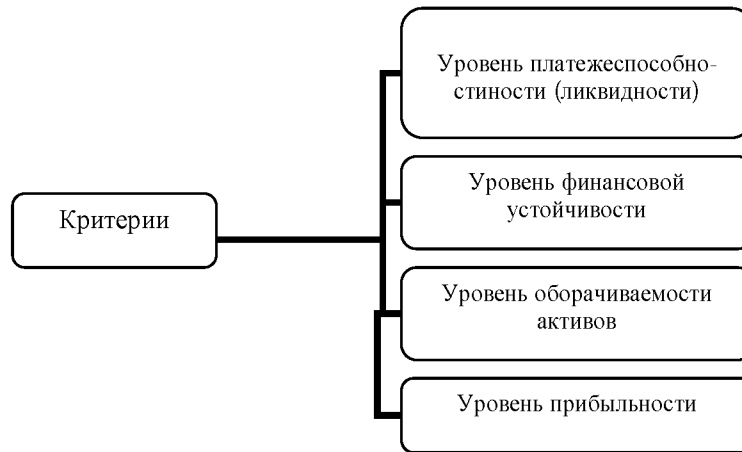 Уровень платежеспособно-
стиности (ликвидности)
Уровень финансовой
устойчивости
Критерии
Уровень оборачиваемости
активов
Уровень прибыльности